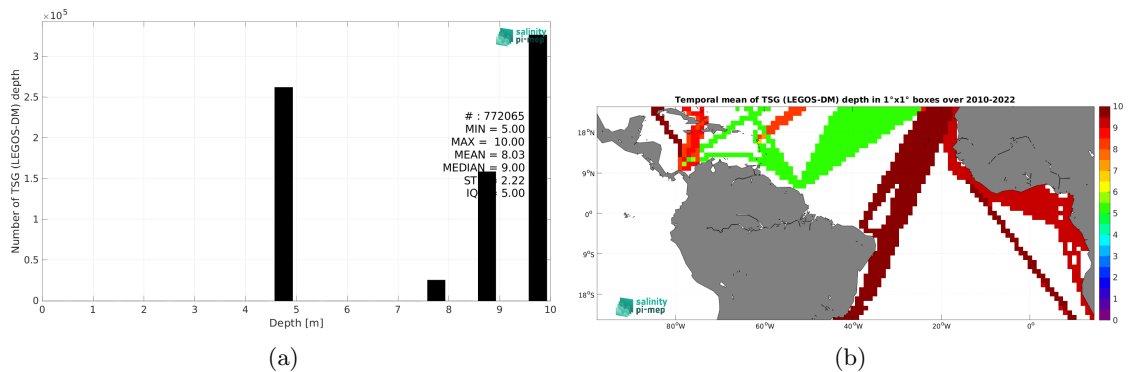 ×10⁵
3
2.5
2
1.5
1
0.5
0
Number of TSG (LEGOS-DM) depth
salinity
pi-mep
# : 772065
MIN = 5.00
MAX = 10.00
MEAN = 8.03
MEDIAN = 9.00
ST = 2.22
IQ = 5.00
0 1 2 3 4 5 6 7 8 9 10
Depth [m]
(a)
Temporal mean of TSG (LEGOS-DM) depth in 1°x1° boxes over 2010-2022
18°N
9°N
0°
9°S
18°S
salinity
pi-mep
80°W 60°W 40°W 20°W 0°
10
9
8
7
6
5
4
3
2
1
0
(b)